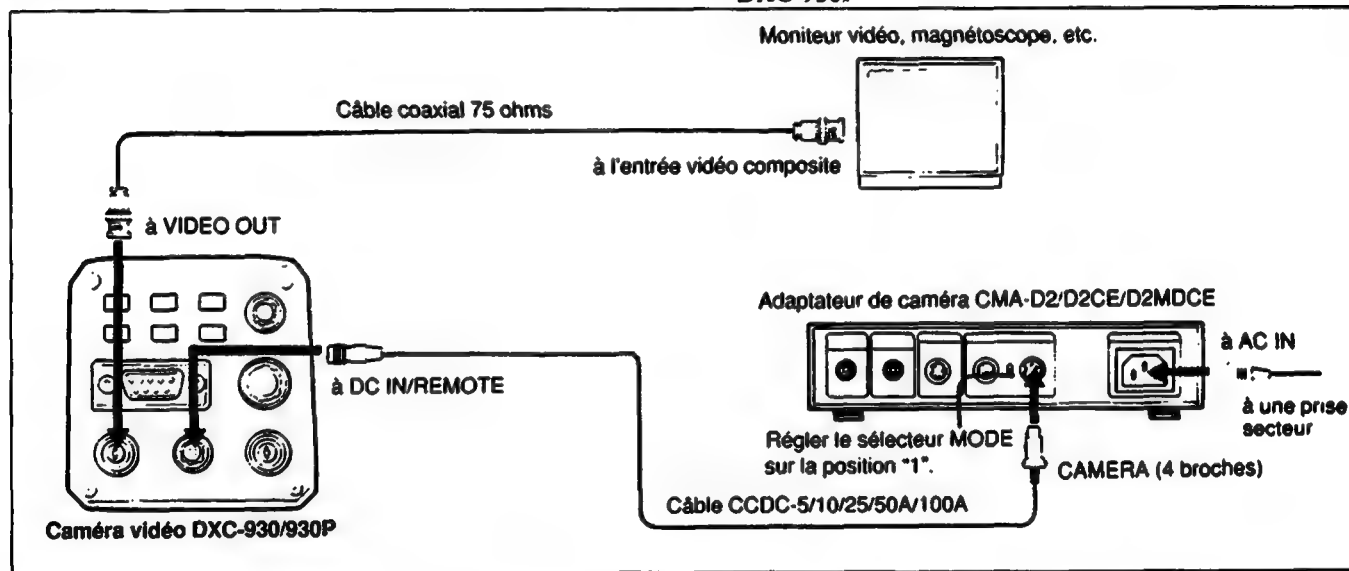 Moniteur vidéo, magnétoscope, etc.
Câble coaxial 75 ohms
à l'entrée vidéo composite
à VIDEO OUT
Adaptateur de caméra CMA-D2/D2CE/D2MDCE
à AC IN
à DC IN/REMOTE
à une prise
secteur
Régler le sélecteur MODE
sur la position "1".
CAMERA (4 broches)
Câble CCDC-5/10/25/50A/100A
Caméra vidéo DXC-930/930P